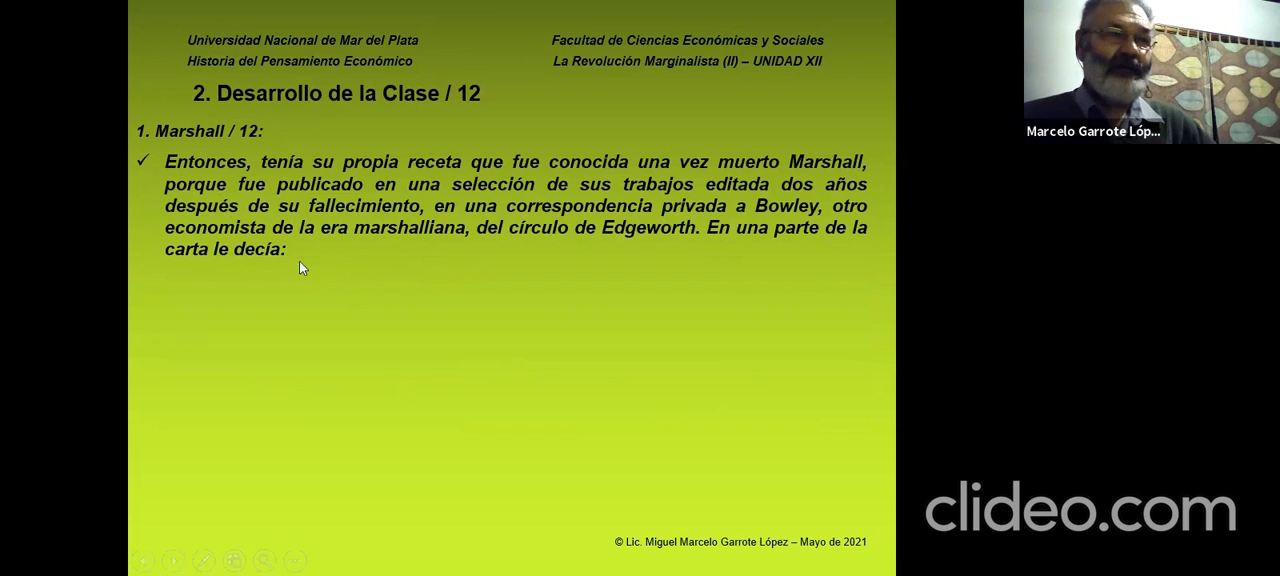 Universidad Nacional de Mar del Plata
Facultad de Ciencias Económicas y Sociales
Historia del Pensamiento Económico
La Revolución Marginalista (II) – UNIDAD XII
2. Desarrollo de la Clase / 12
1. Marshall / 12:
✓ Entonces, tenía su propia receta que fue conocida una vez muerto Marshall,
porque fue publicado en una selección de sus trabajos editada dos años
después de su fallecimiento, en una correspondencia privada a Bowley, otro
economista de la era marshalliana, del círculo de Edgeworth. En una parte de la
carta le decía:
© Lic. Miguel Marcelo Garrote López – Mayo de 2021
Marcelo Garrote Lóp...
clideo.com